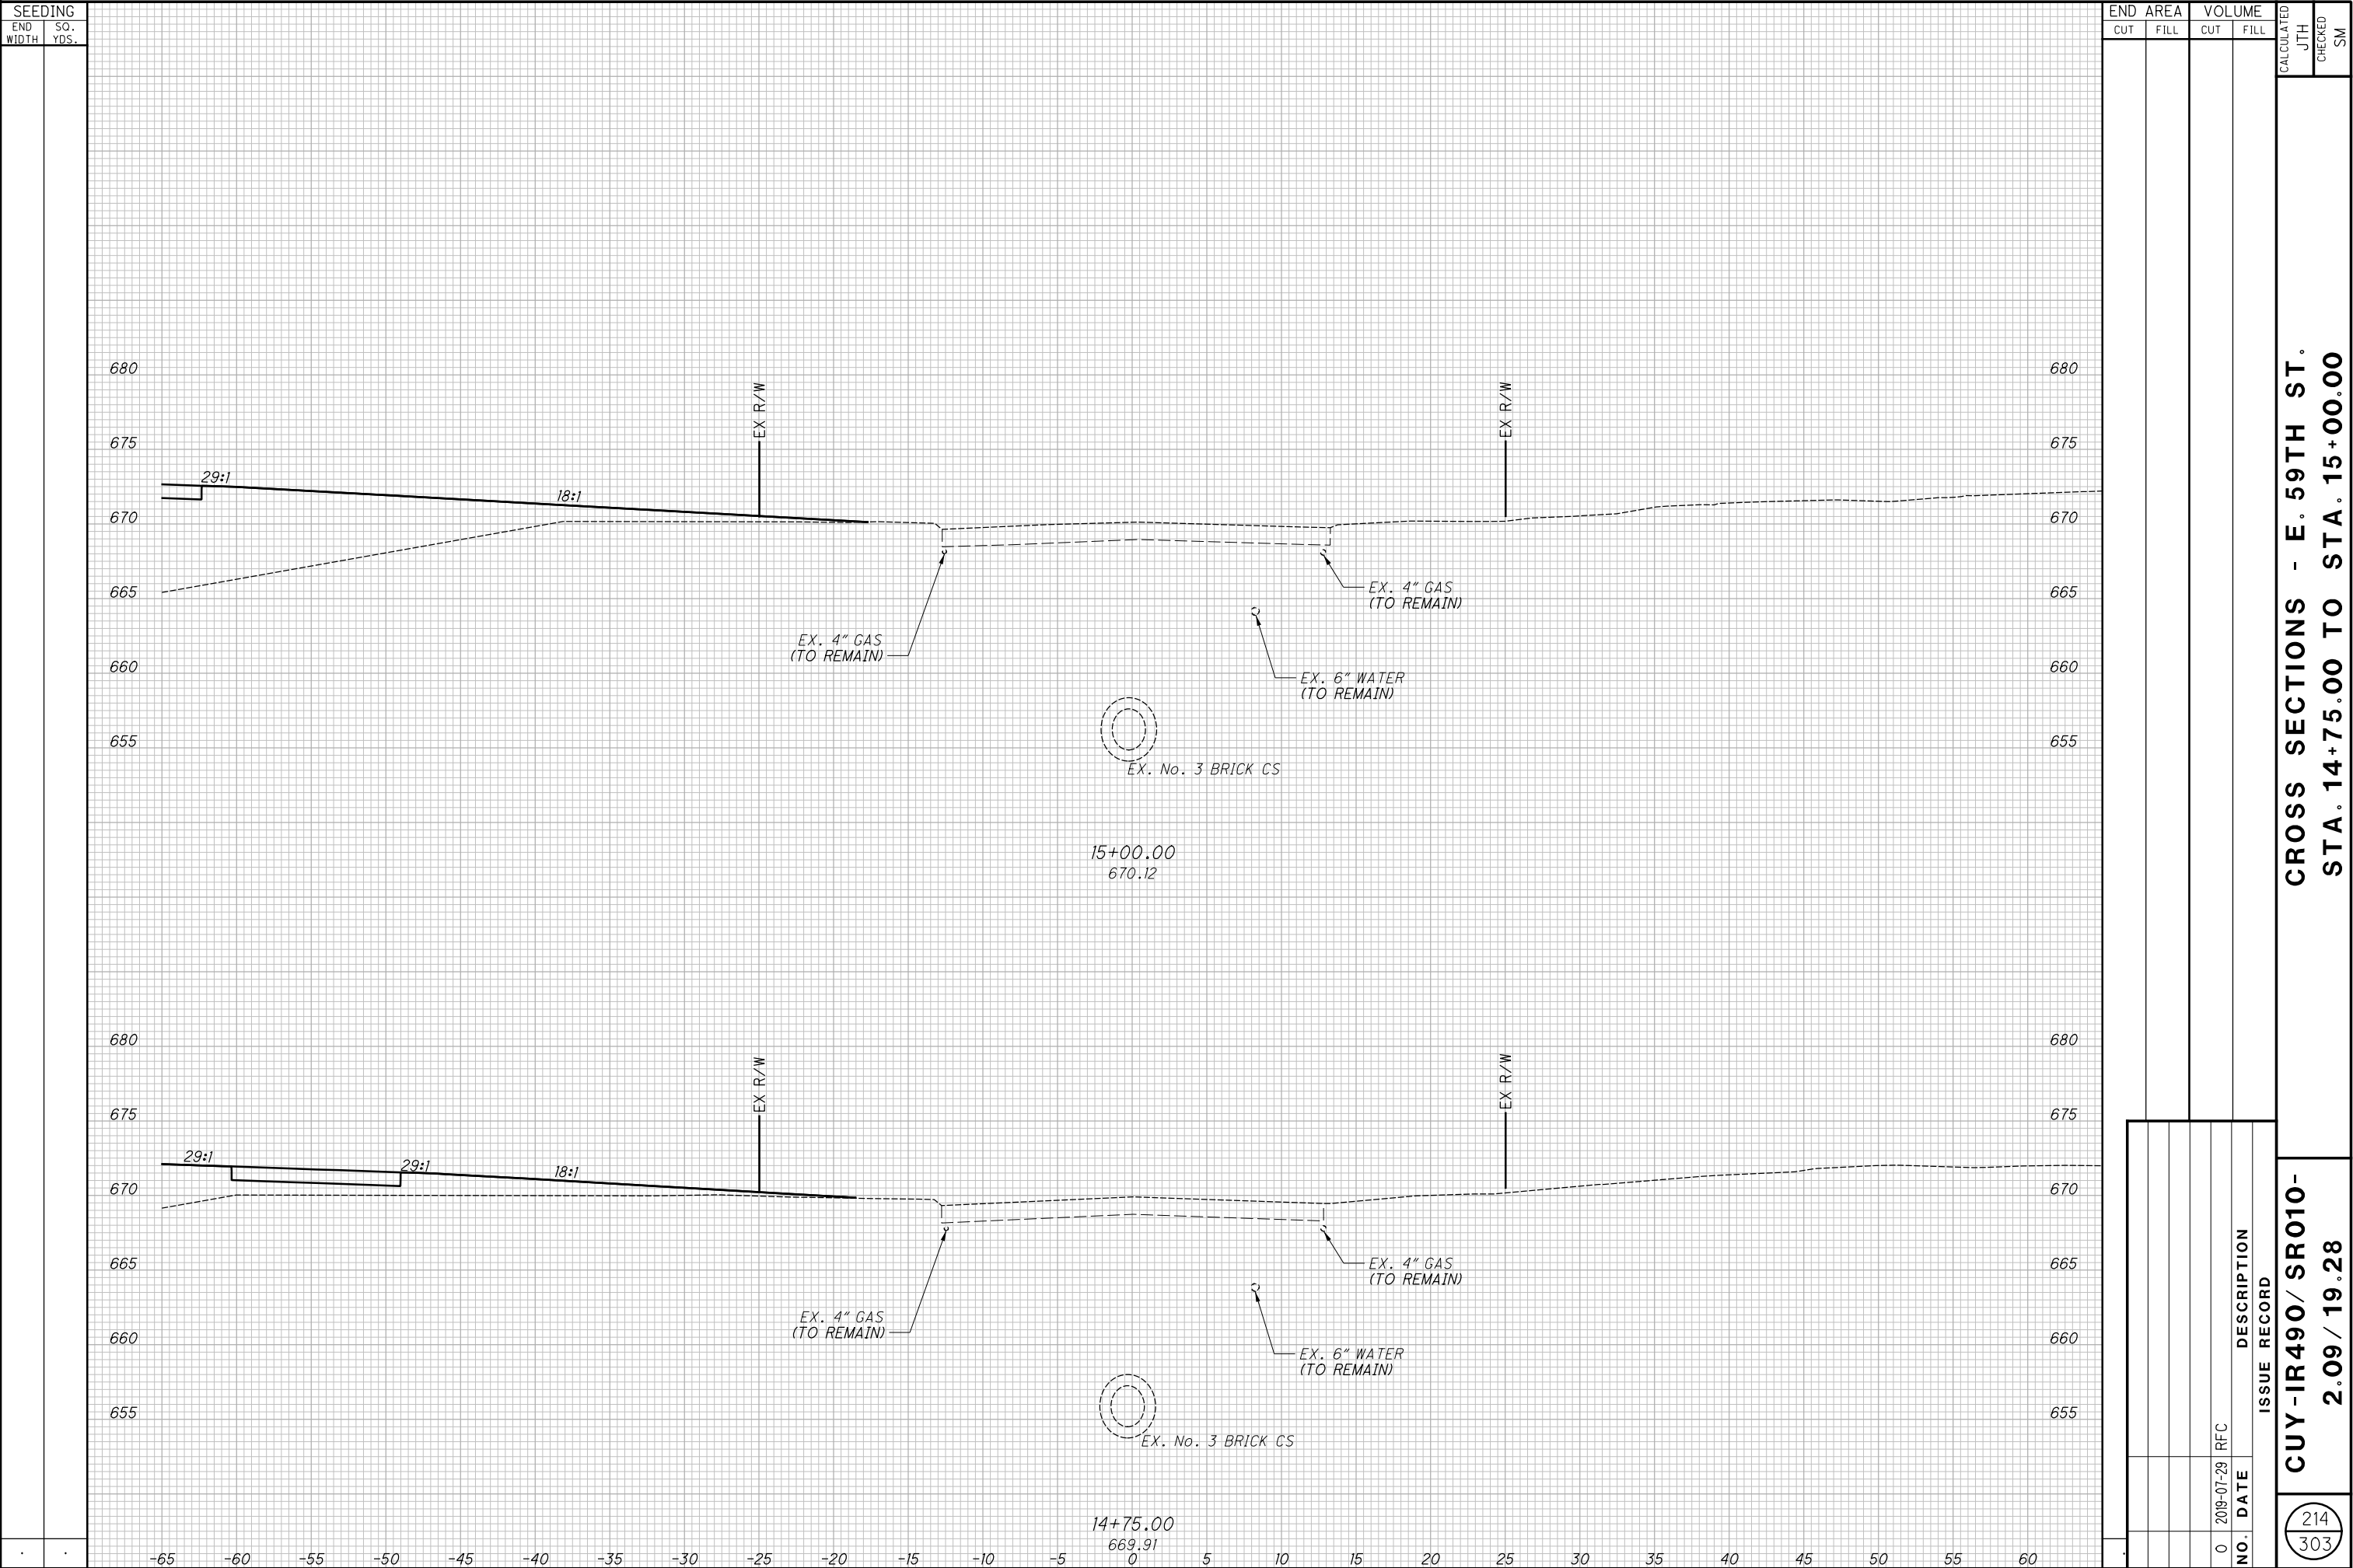 SEEDING
END WIDTH
SQ. YDS.
END AREA
VOLUME
CUT
FILL
CUT
FILL
CALCULATED
JTH
CHECKED
SM
680
680
EX R/W
EX R/W
675
675
29:1
18:1
670
670
665
665
EX. 4" GAS
(TO REMAIN)
EX. 4" GAS
(TO REMAIN)
660
660
EX. 6" WATER
(TO REMAIN)
655
655
EX. No. 3 BRICK CS
15+00.00
670.12
680
680
EX R/W
EX R/W
675
675
29:1
29:1
18:1
670
670
665
665
EX. 4" GAS
(TO REMAIN)
EX. 4" GAS
(TO REMAIN)
660
660
EX. 6" WATER
(TO REMAIN)
655
655
EX. No. 3 BRICK CS
14+75.00
669.91
-65 -60 -55 -50 -45 -40 -35 -30 -25 -20 -15 -10 -5 0 5 10 15 20 25 30 35 40 45 50 55 60
CROSS SECTIONS - E. 59TH ST.
STA. 14+75.00 TO STA. 15+00.00
0 2019-07-29 RFC
NO. DATE DESCRIPTION
ISSUE RECORD
CUY-IR490/SR010-
2.09/19.28
214
303